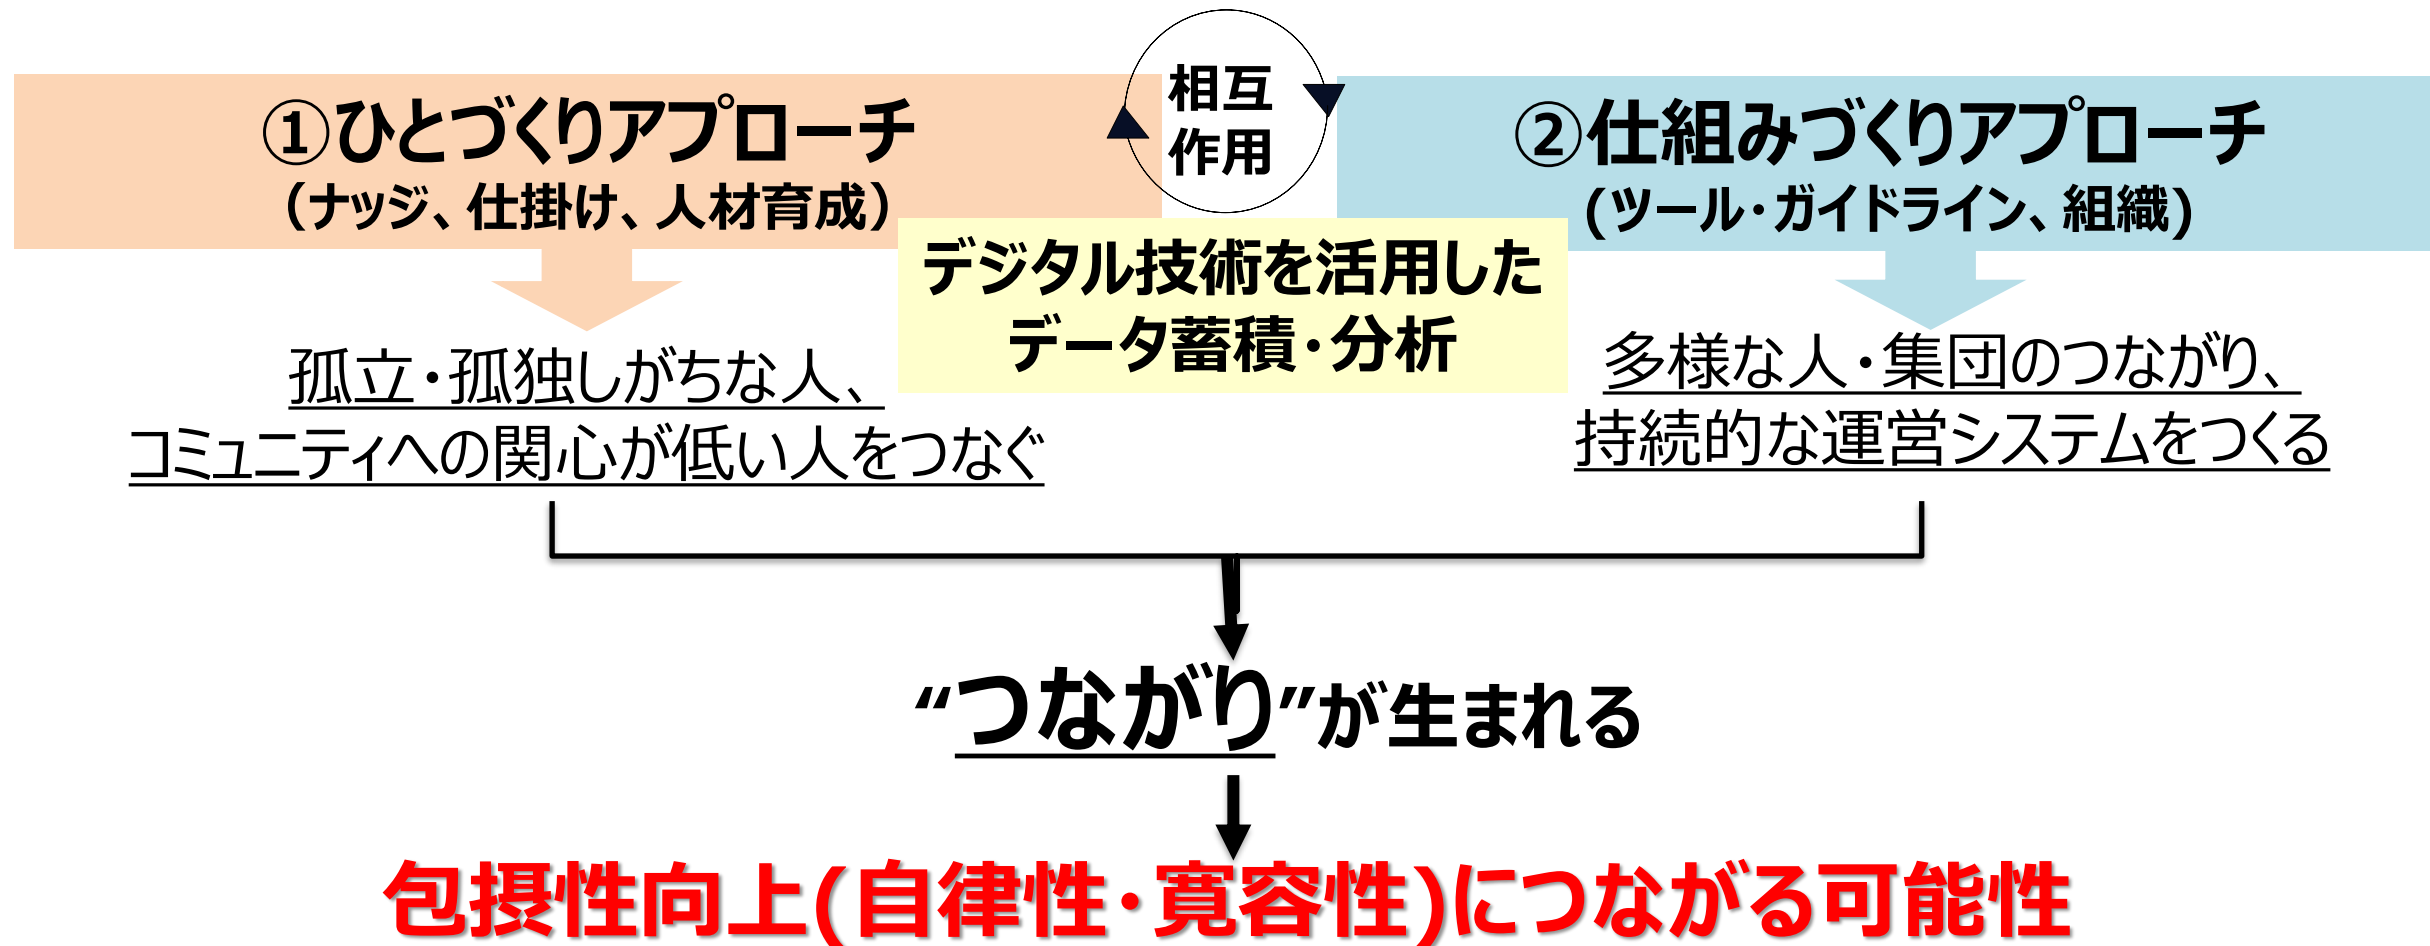 相互
作用
①ひとづくりアプローチ
（ナッジ、仕掛け、人材育成）
②仕組みづくりアプローチ
(ツール・ガイドライン、組織)
デジタル技術を活用した
データ蓄積・分析
孤立・孤独しがちな人、
コミュニティへの関心が低い人をつなぐ
多様な人・集団のつながり、
持続的な運営システムをつくる
“つながり”が生まれる
包摂性向上(自律性・寛容性)につながる可能性